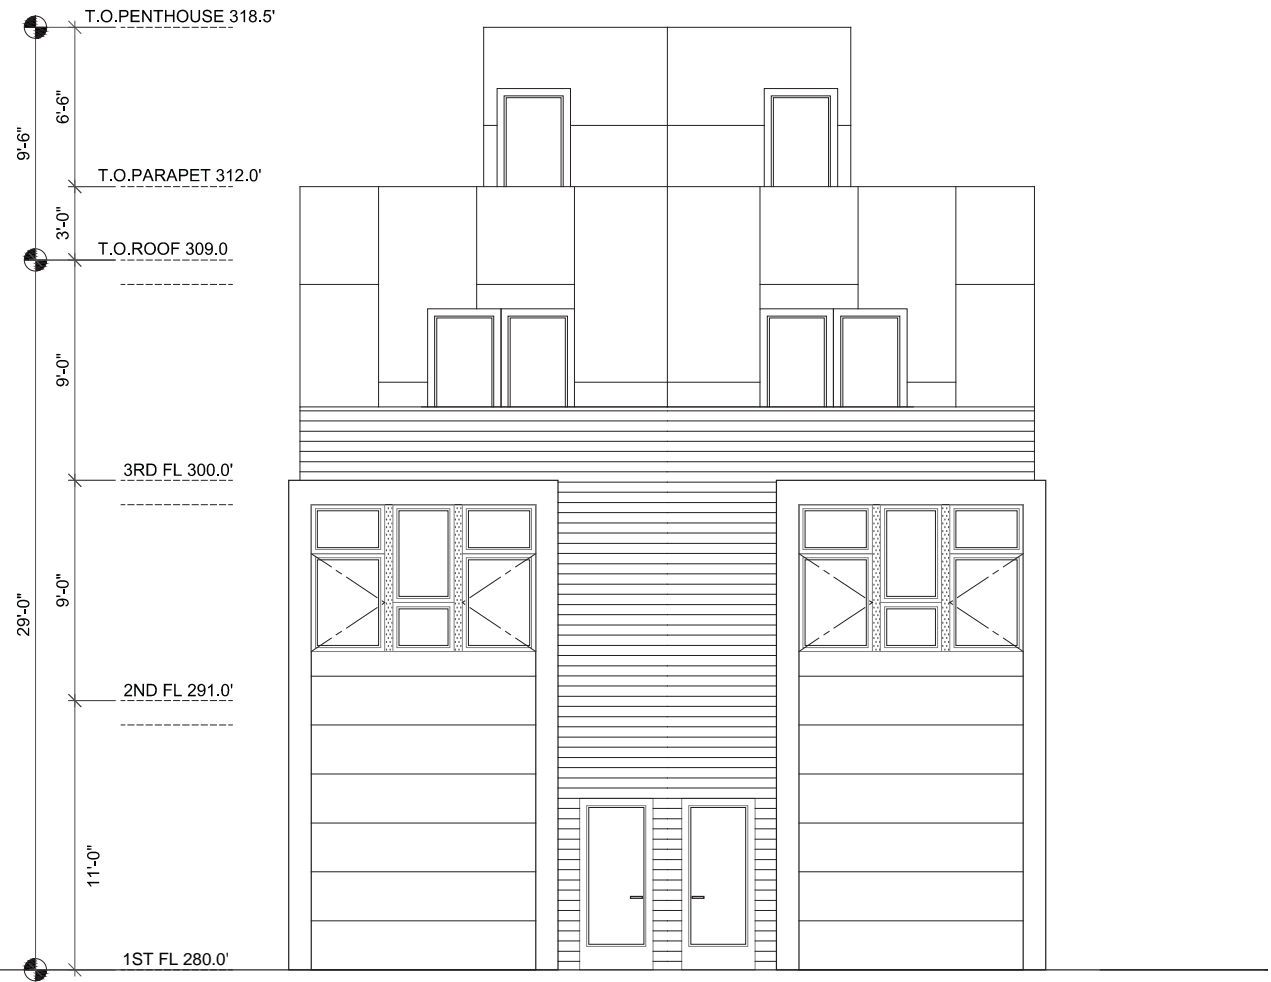 T.O.PENTHOUSE 318.5'
6'-6"
9'-6"
T.O.PARAPET 312.0'
3'-0"
T.O.ROOF 309.0
9'-0"
3RD FL 300.0'
9'-0"
29'-0"
2ND FL 291.0'
11'-0"
1ST FL 280.0'